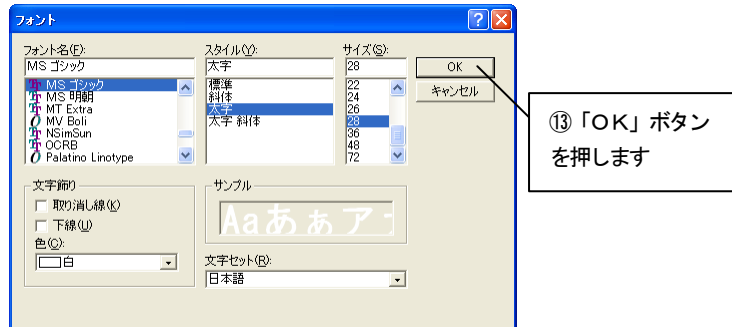 フォント
フォント名(F):
MS ゴシック
MS ゴシック
MS 明朝
MT Extra
MV Boli
NSimSun
OCRB
Palatino Linotype
スタイル(Y):
太字
標準
斜体
太字
太字 斜体
サイズ(S):
28
22
24
26
28
36
48
72
OK
キャンセル
⑬「OK」ボタン
を押します
文字飾り
取り消し線(K)
下線(U)
色(C):
白
サンプル
Aaあぁア
文字セット(R):
日本語